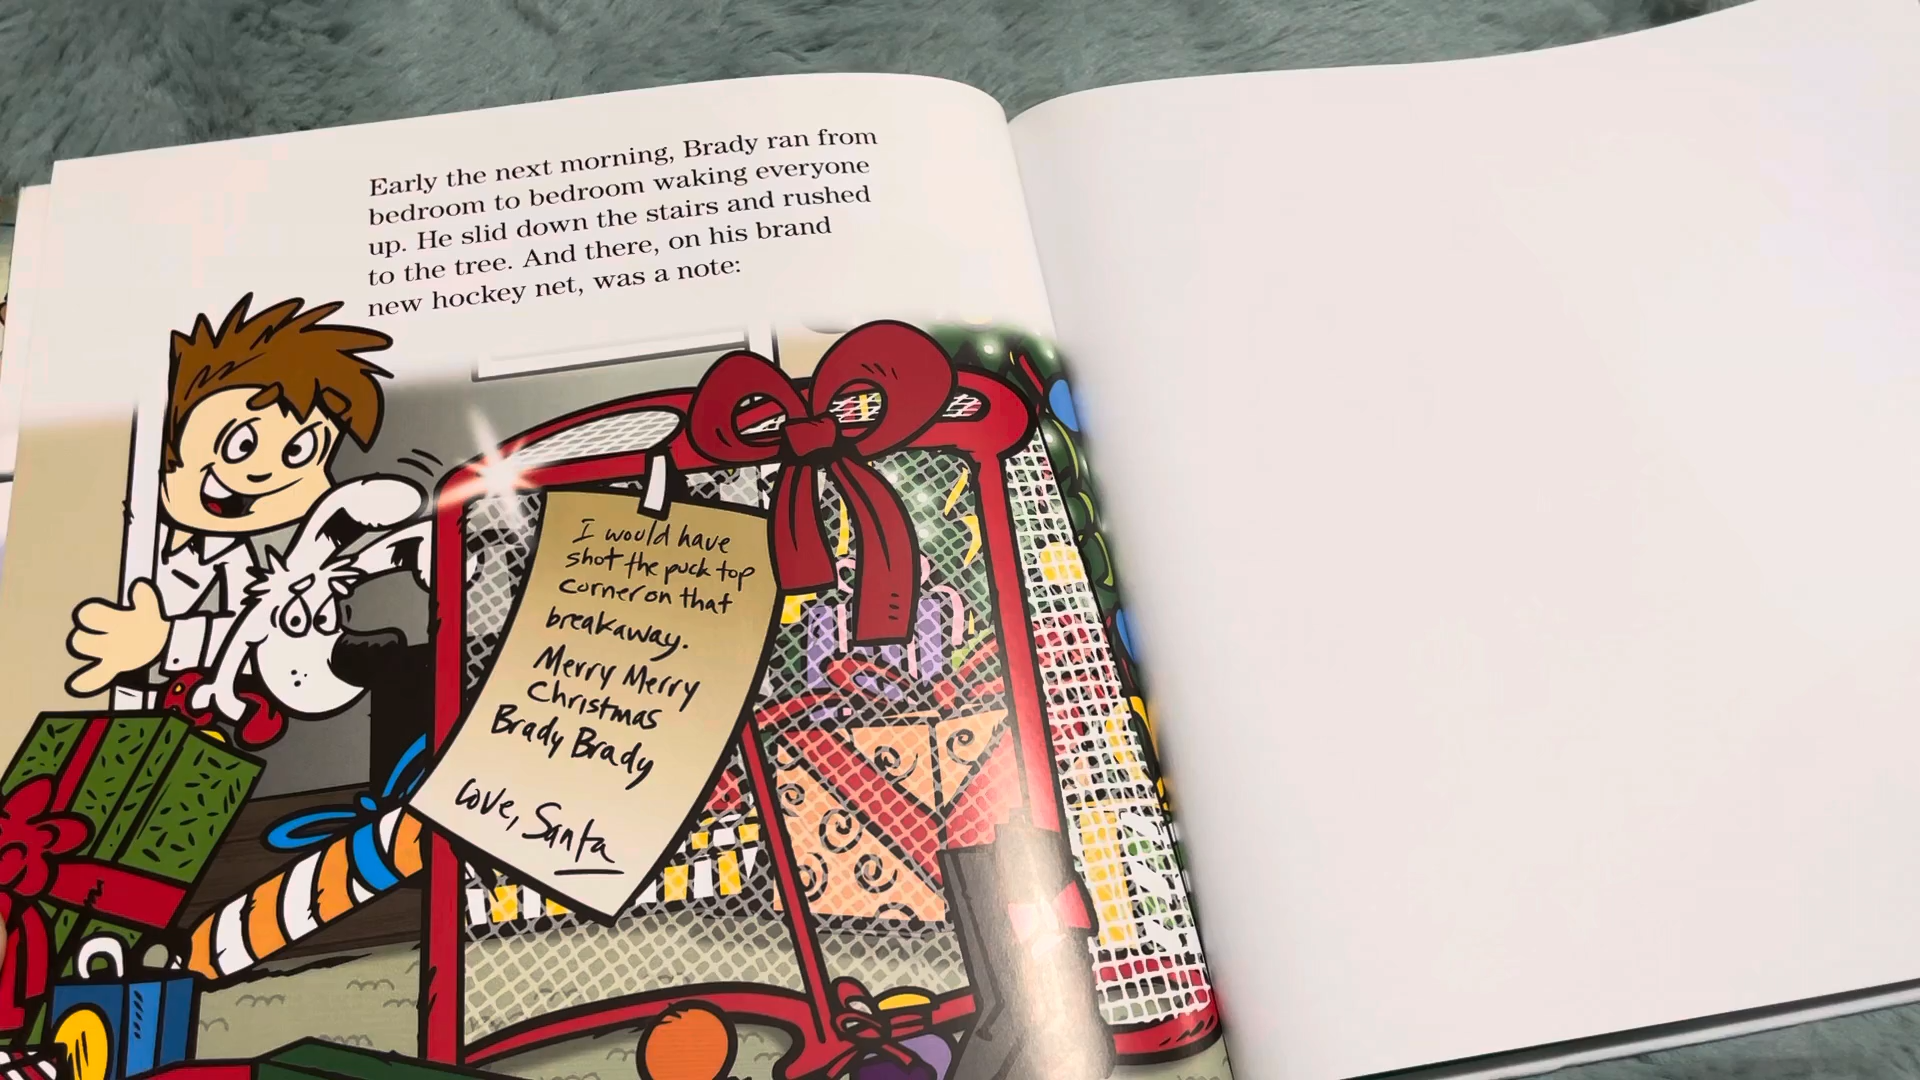 Early the next morning, Brady ran from
bedroom to bedroom waking everyone
up. He slid down the stairs and rushed
to the tree. And there, on his brand
new hockey net, was a note:
I would have
shot the puck top
corner on that
breakaway.
Merry Merry
Christmas
Brady Brady
Love, Santa